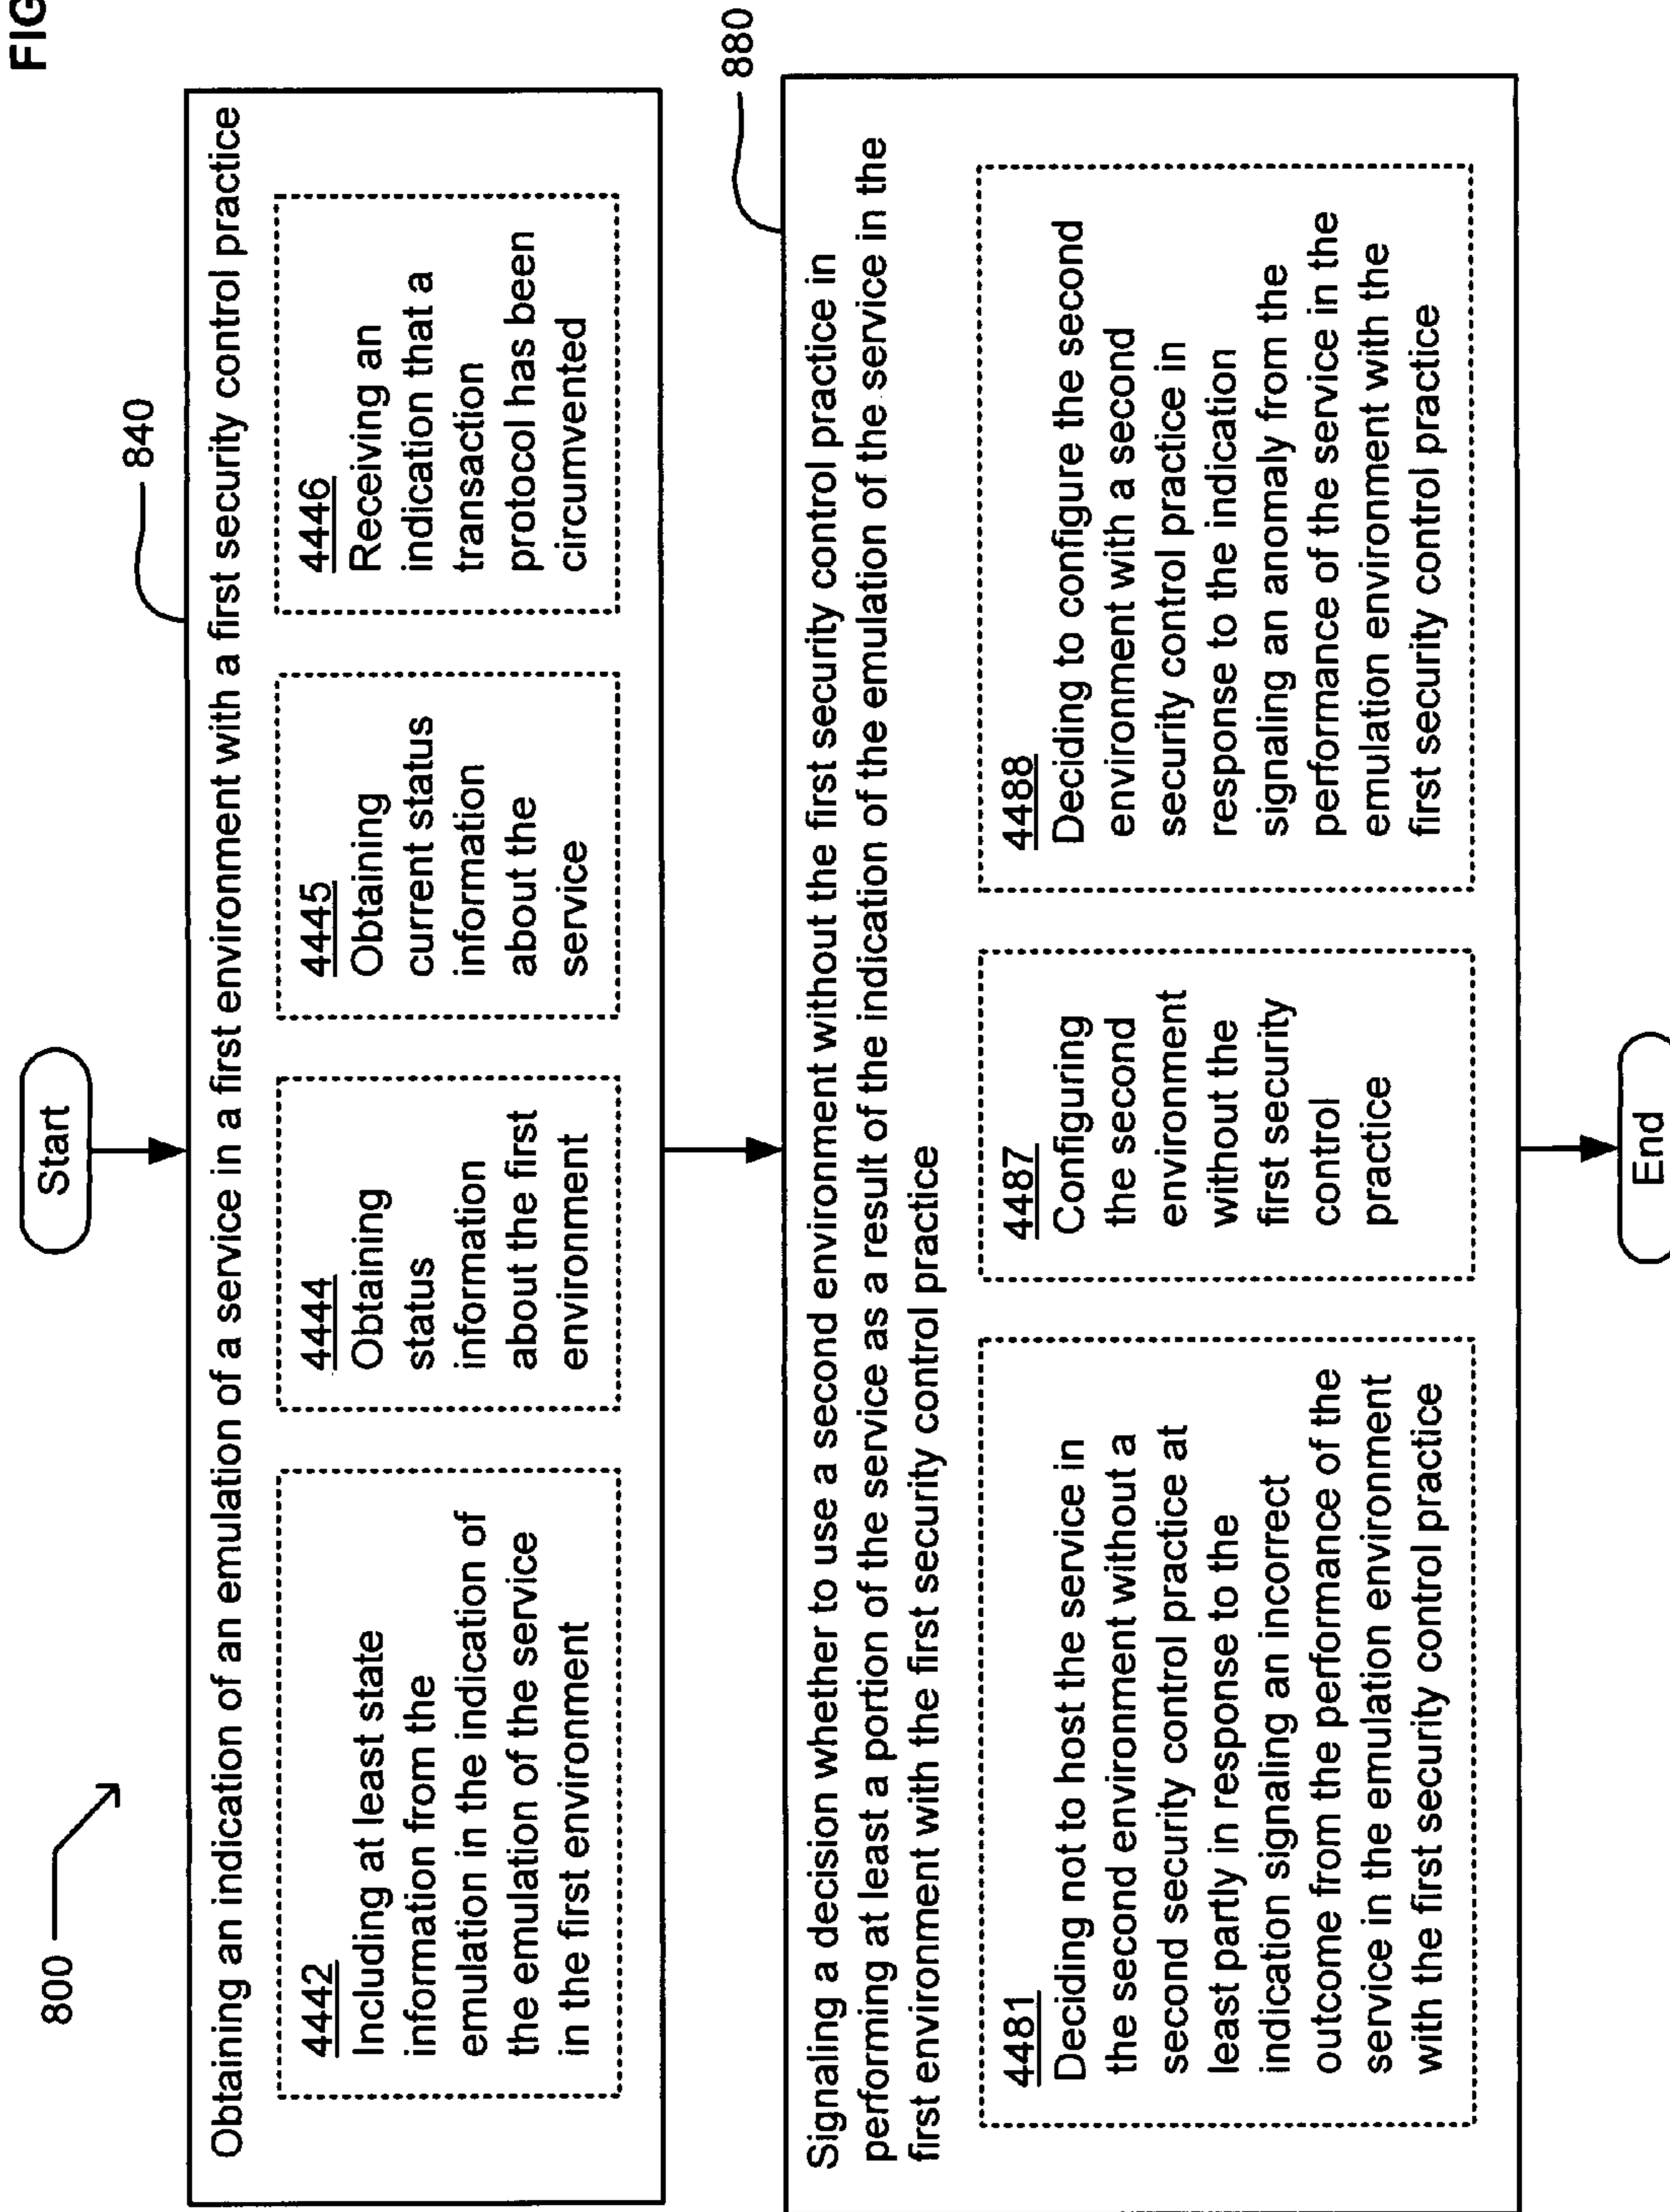 FIG
800
Start
840
Obtaining an indication of an emulation of a service in a first environment with a first security control practice
4442
Including at least state
information from the
emulation in the indication of
the emulation of the service
in the first environment
4444
Obtaining
status
information
about the first
environment
4445
Obtaining
current status
information
about the
service
4446
Receiving an
indication that a
transaction
protocol has been
circumvented
880
Signaling a decision whether to use a second environment without the first security control practice in
performing at least a portion of the service as a result of the indication of the emulation of the service in the
first environment with the first security control practice
4481
Deciding not to host the service in
the second environment without a
second security control practice at
least partly in response to the
indication signaling an incorrect
outcome from the performance of the
service in the emulation environment
with the first security control practice
4487
Configuring
the second
environment
without the
first security
control
practice
4488
Deciding to configure the second
environment with a second
security control practice in
response to the indication
signaling an anomaly from the
performance of the service in the
emulation environment with the
first security control practice
End